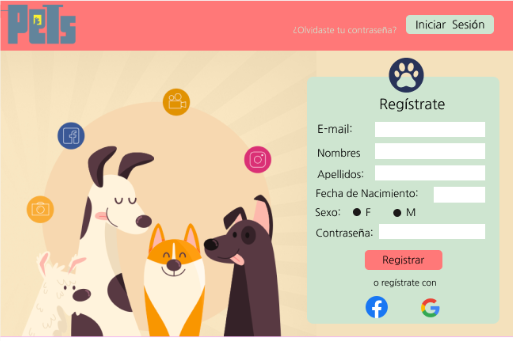 PETS
¿Olvidaste tu contraseña?
Iniciar Sesión
Regístrate
E-mail:
Nombres
Apellidos:
Fecha de Nacimiento:
Sexo: F M
Contraseña:
Registrar
o regístrate con